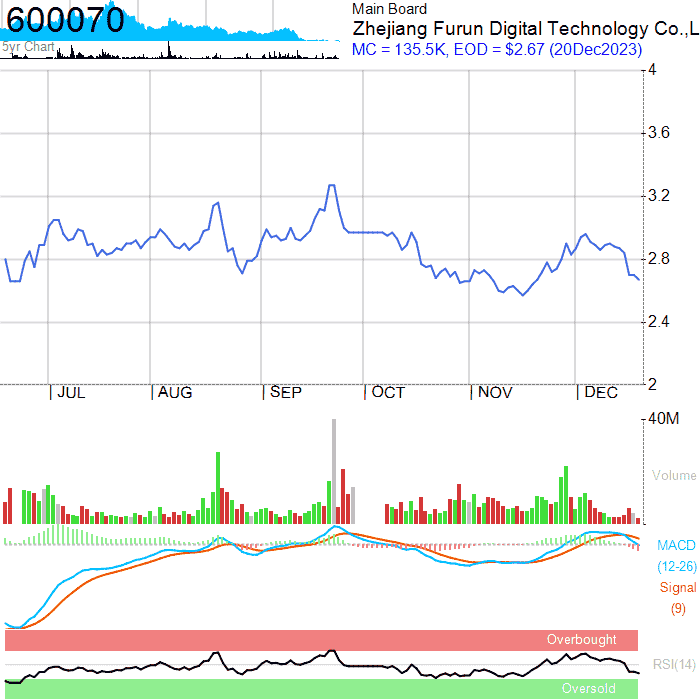 600070
5yr Chart
Main Board
Zhejiang Furun Digital Technology Co.,L
MC = 135.5K, EOD = $2.67 (20Dec2023)
4
3.6
3.2
2.8
2.4
2
JUL AUG SEP OCT NOV DEC
40M
Volume
MACD
(12-26)
Signal
(9)
Overbought
RSI(14)
Oversold